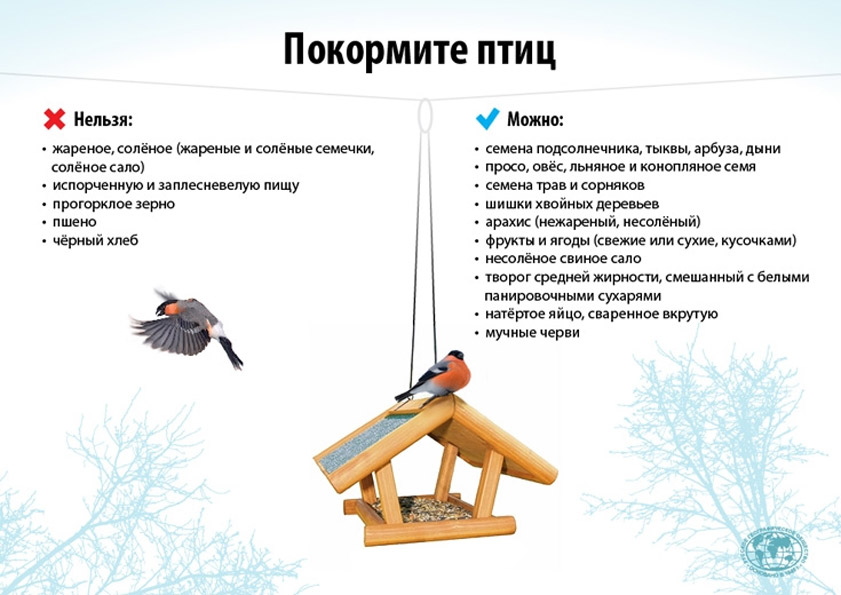 Покормите птиц
Нельзя:
• жареное, солёное (жареные и солёные семечки,
солёное сало)
• испорченную и заплесневелую пищу
• прогорклое зерно
• пшено
• чёрный хлеб
Можно:
• семена подсолнечника, тыквы, арбуза, дыни
• просо, овёс, льняное и конопляное семя
• семена трав и сорняков
• шишки хвойных деревьев
• арахис (нежареный, несолёный)
• фрукты и ягоды (свежие или сухие, кусочками)
• несолёное свиное сало
• творог средней жирности, смешанный с белыми
панировочными сухарями
• натёртое яйцо, сваренное вкрутую
• мучные черви